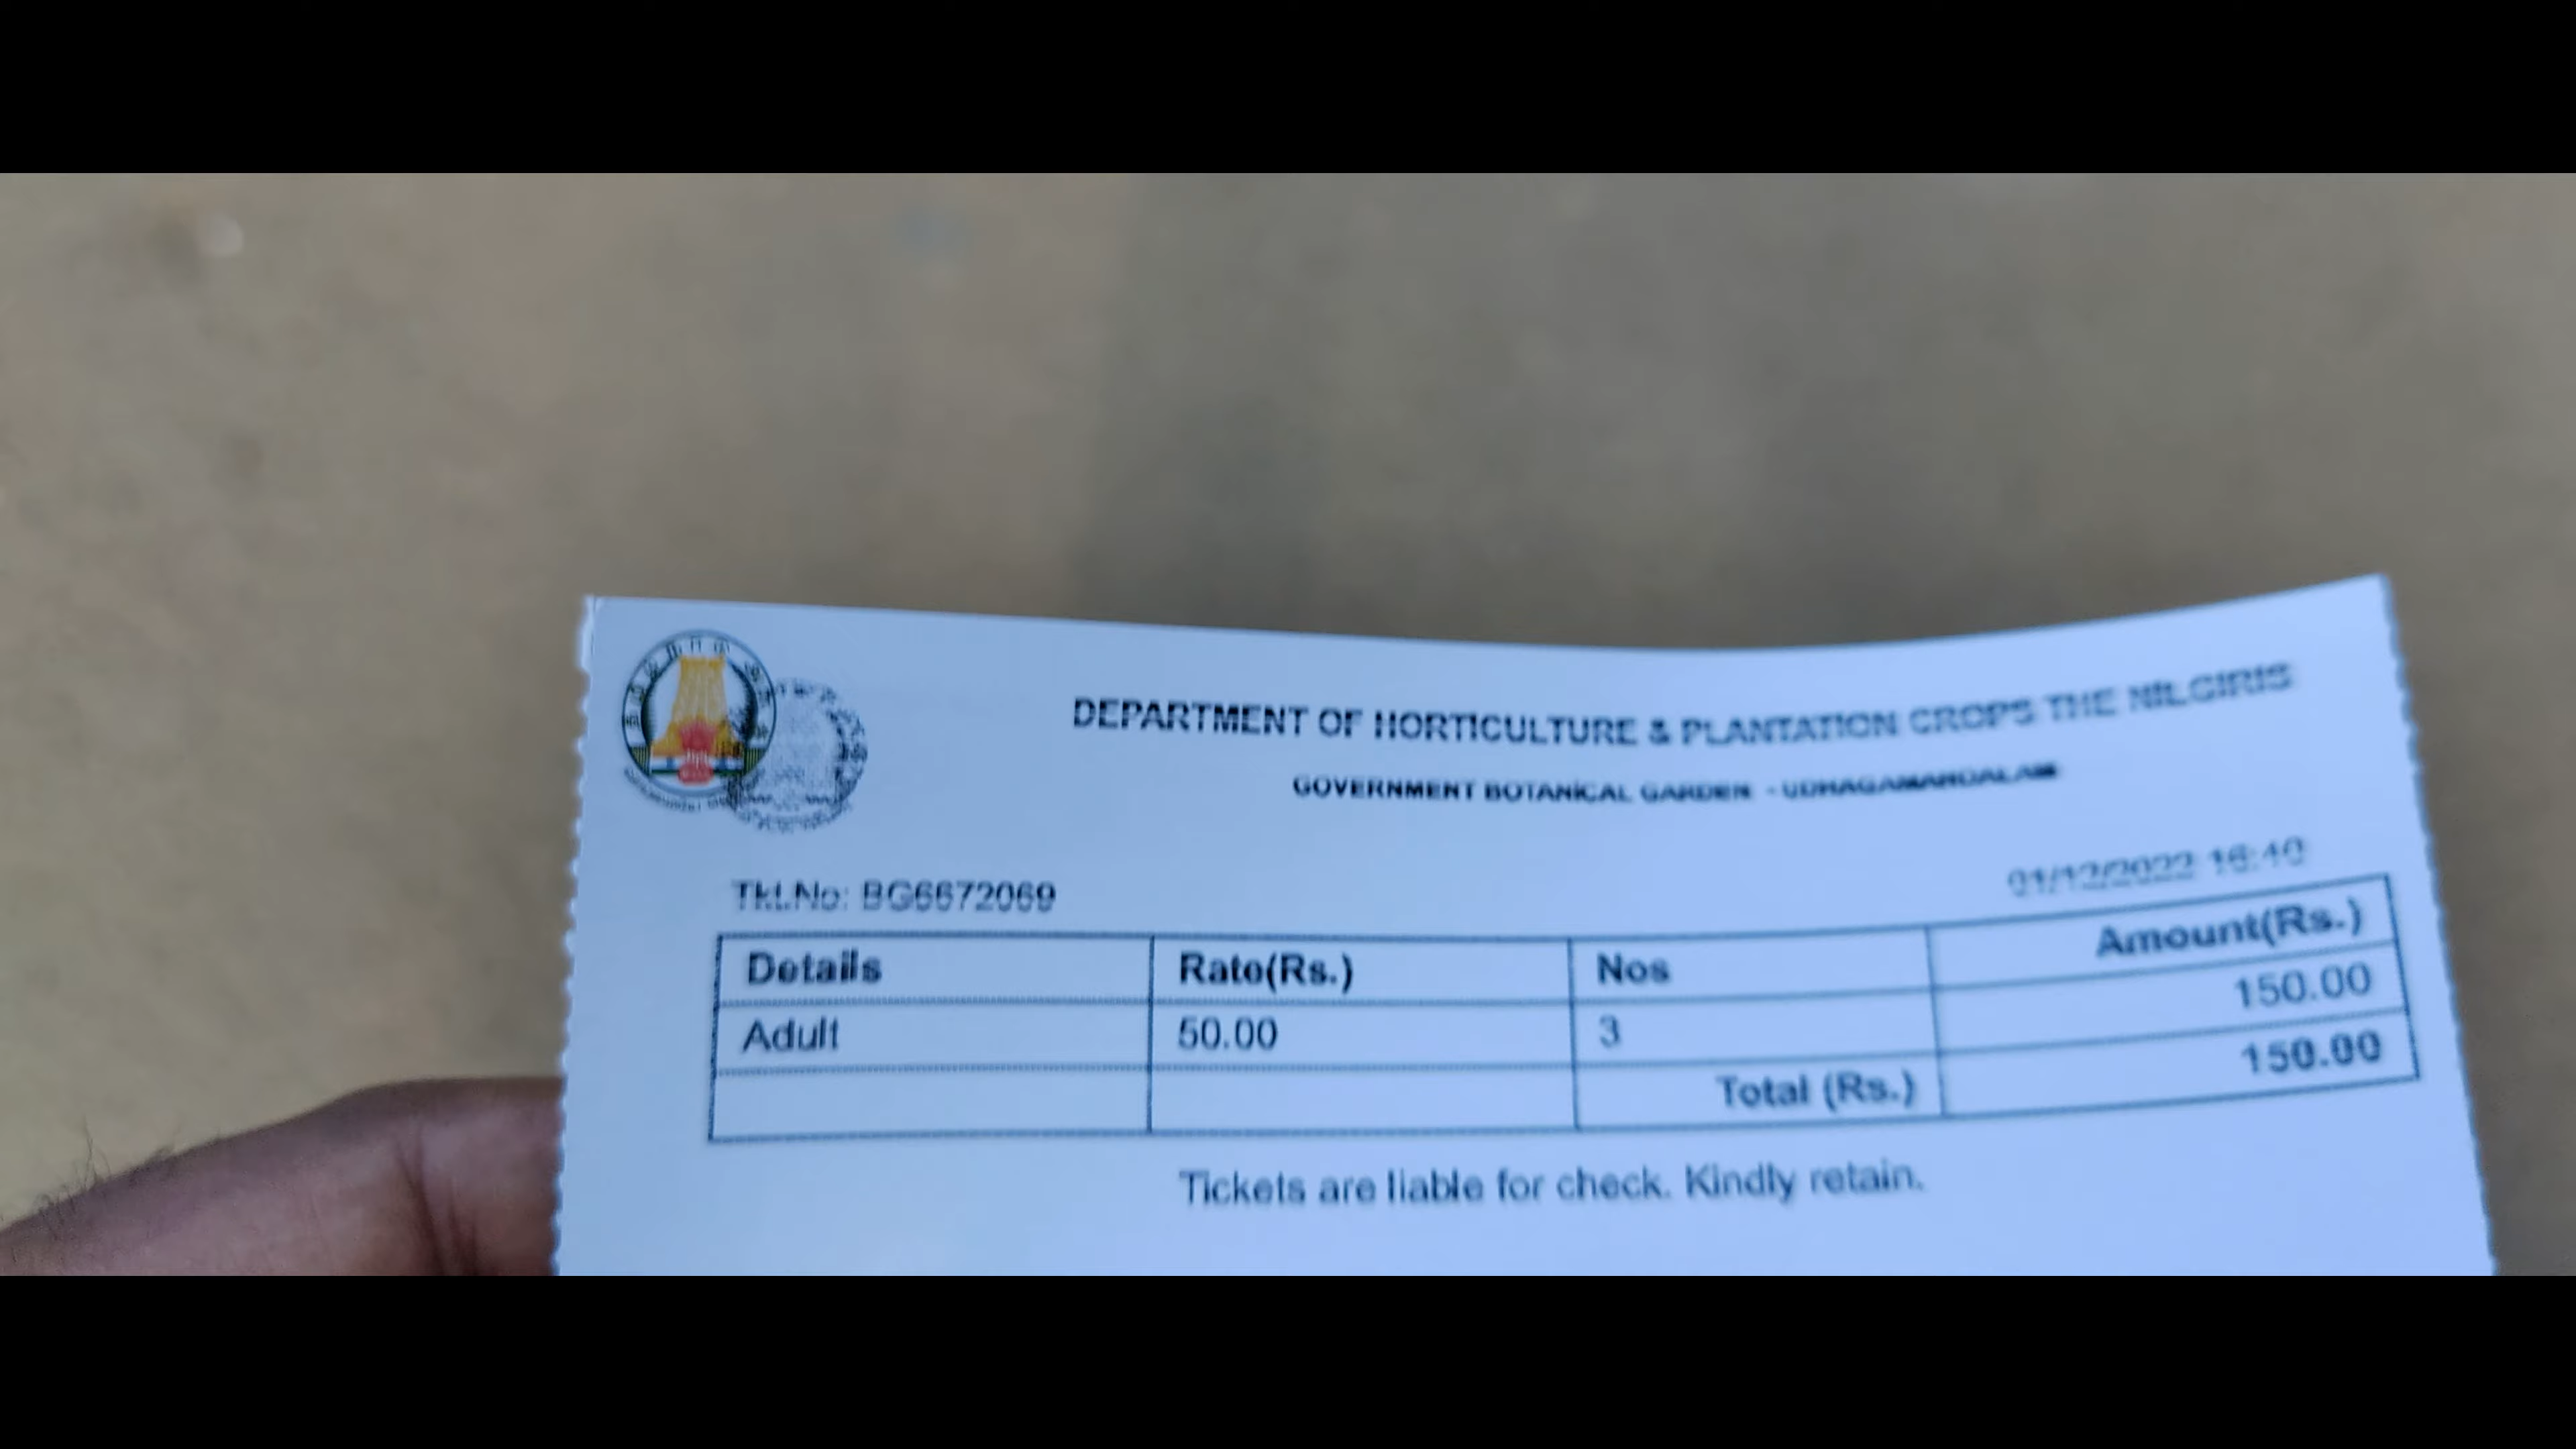 DEPARTMENT OF HORTICULTURE & PLANTATION CROPS THE NILGIRIS
GOVERNMENT BOTANICAL GARDEN - UDHAGAMANDALAM
Tkt.No: BG6672069 01/12/2022 16:40
Details Rate(Rs.) Nos Amount(Rs.)
Adult 50.00 3 150.00
Total (Rs.) 150.00
Tickets are liable for check. Kindly retain.